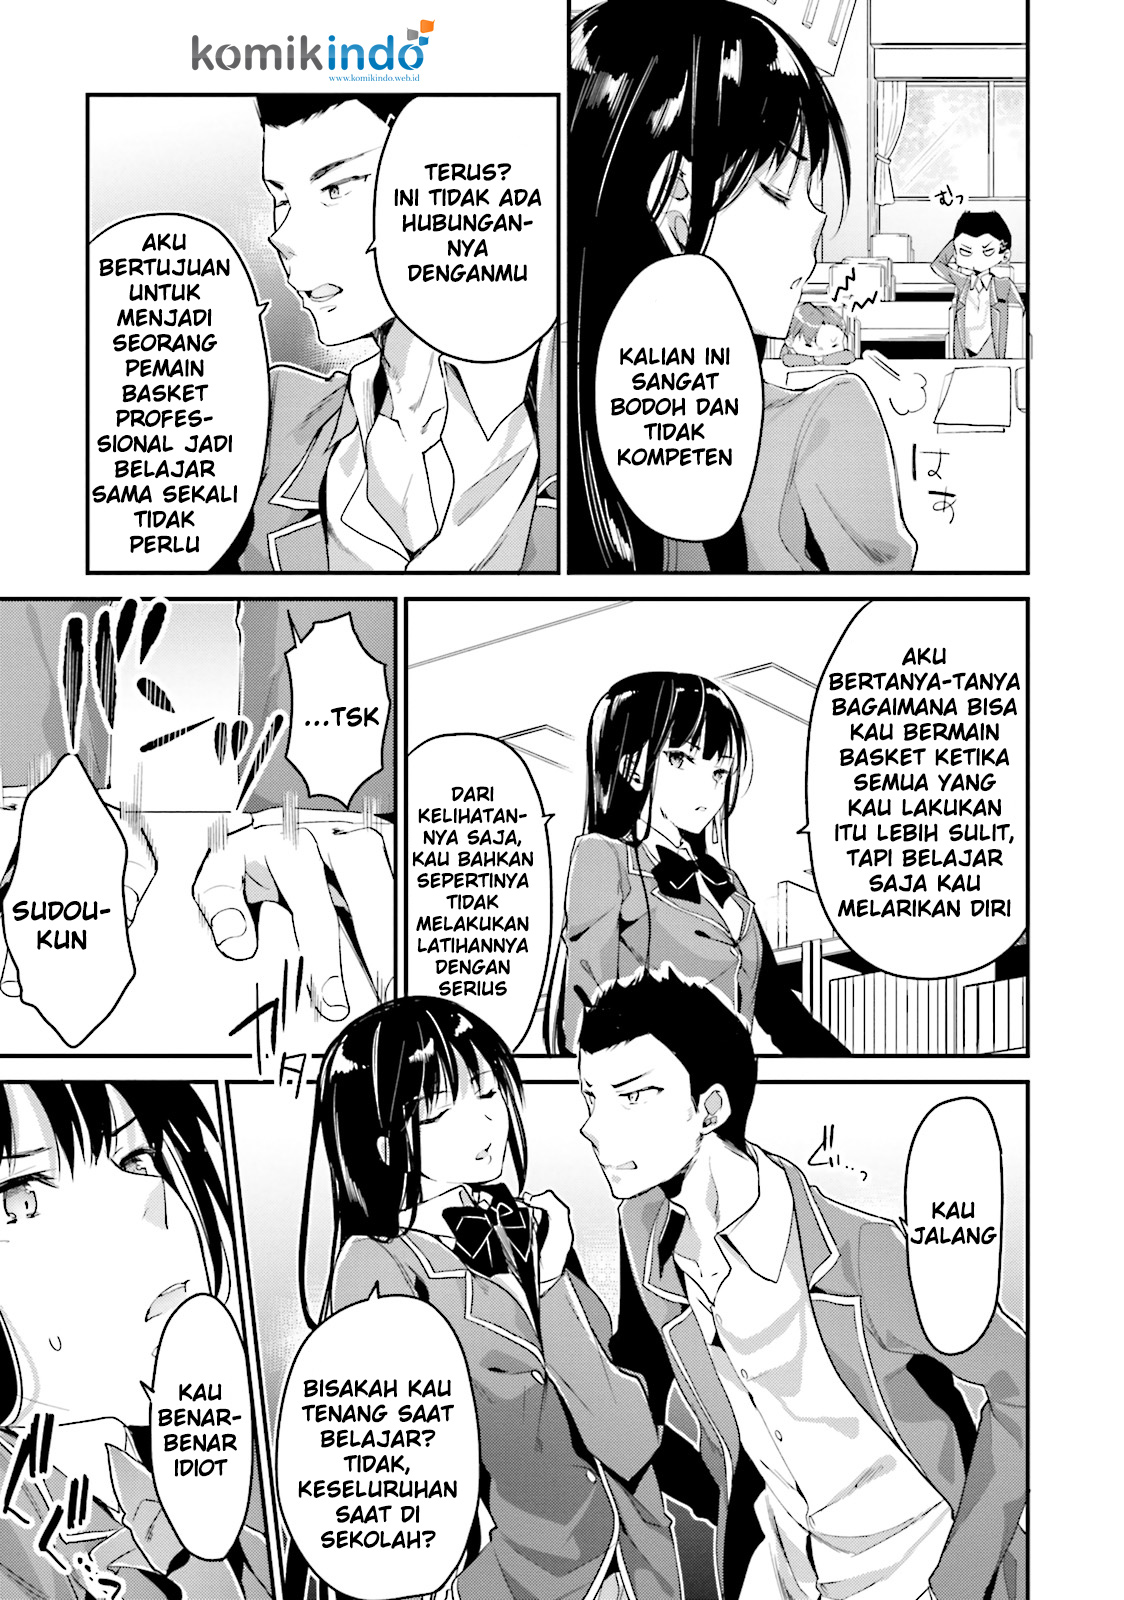 komikindo
www.komikindo.web.id
むっ
KALIAN INI
SANGAT
BODOH DAN
TIDAK
KOMPETEN
はぁ
TERUS?
INI TIDAK ADA
HUBUNGAN-
NYA
DENGANMU
AKU
BERTUJUAN
UNTUK
MENJADI
SEORANG
PEMAIN
BASKET
PROFES-
SIONAL JADI
BELAJAR
SAMA SEKALI
TIDAK
PERLU
AKU
BERTANYA-TANYA
BAGAIMANA BISA
KAU BERMAIN
BASKET KETIKA
SEMUA YANG
KAU LAKUKAN
ITU LEBIH SULIT,
TAPI BELAJAR
SAJA KAU
MELARIKAN DIRI
DARI
KELIHATAN-
NYA SAJA,
KAU BAHKAN
SEPERTINYA
TIDAK
MELAKUKAN
LATIHANNYA
DENGAN
SERIUS
...TSK
SUDOU-
KUN
ガタ
KAU
JALANG
BISAKAH KAU
TENANG SAAT
BELAJAR?
TIDAK,
KESELURUHAN
SAAT DI
SEKOLAH?
KAU
BENAR-
BENAR
IDIOT